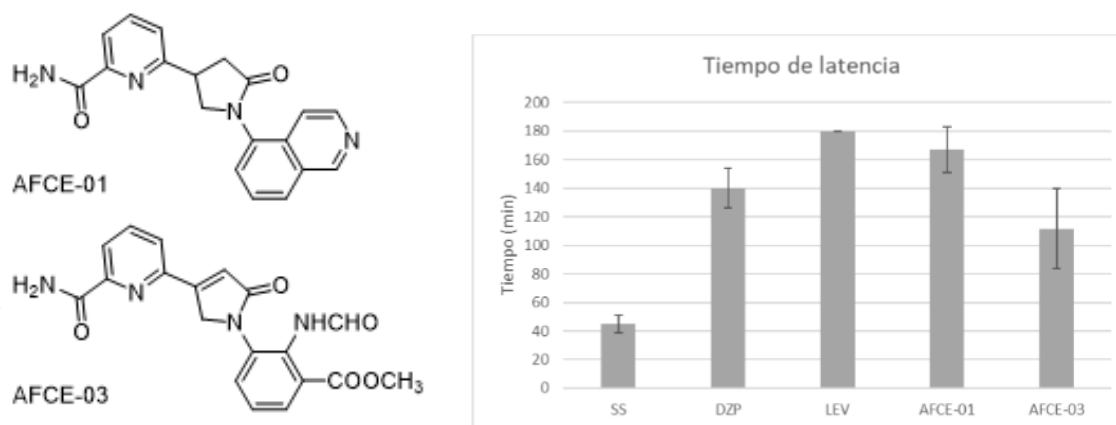 H₂N
O
N
O
N
N
AFCE-01
H₂N
O
N
O
N
NHCHO
COOCH₃
AFCE-03
Tiempo de latencia
Tiempo (min)
200
180
160
140
120
100
80
60
40
20
0
SS DZP LEV AFCE-01 AFCE-03